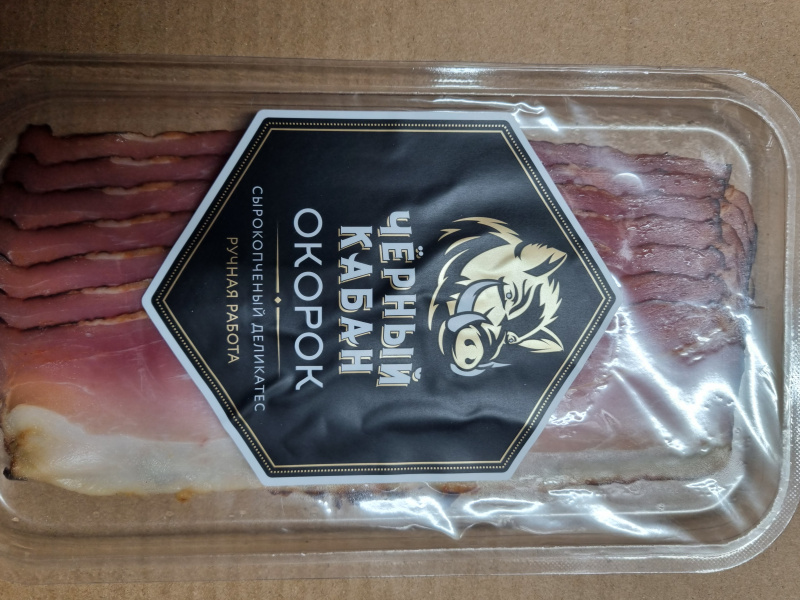 ЧЁРНЫЙ
КАБАН
ОКОРОК
СЫРОКОПЧЕНЫЙ ДЕЛИКАТЕС
РУЧНАЯ РАБОТА